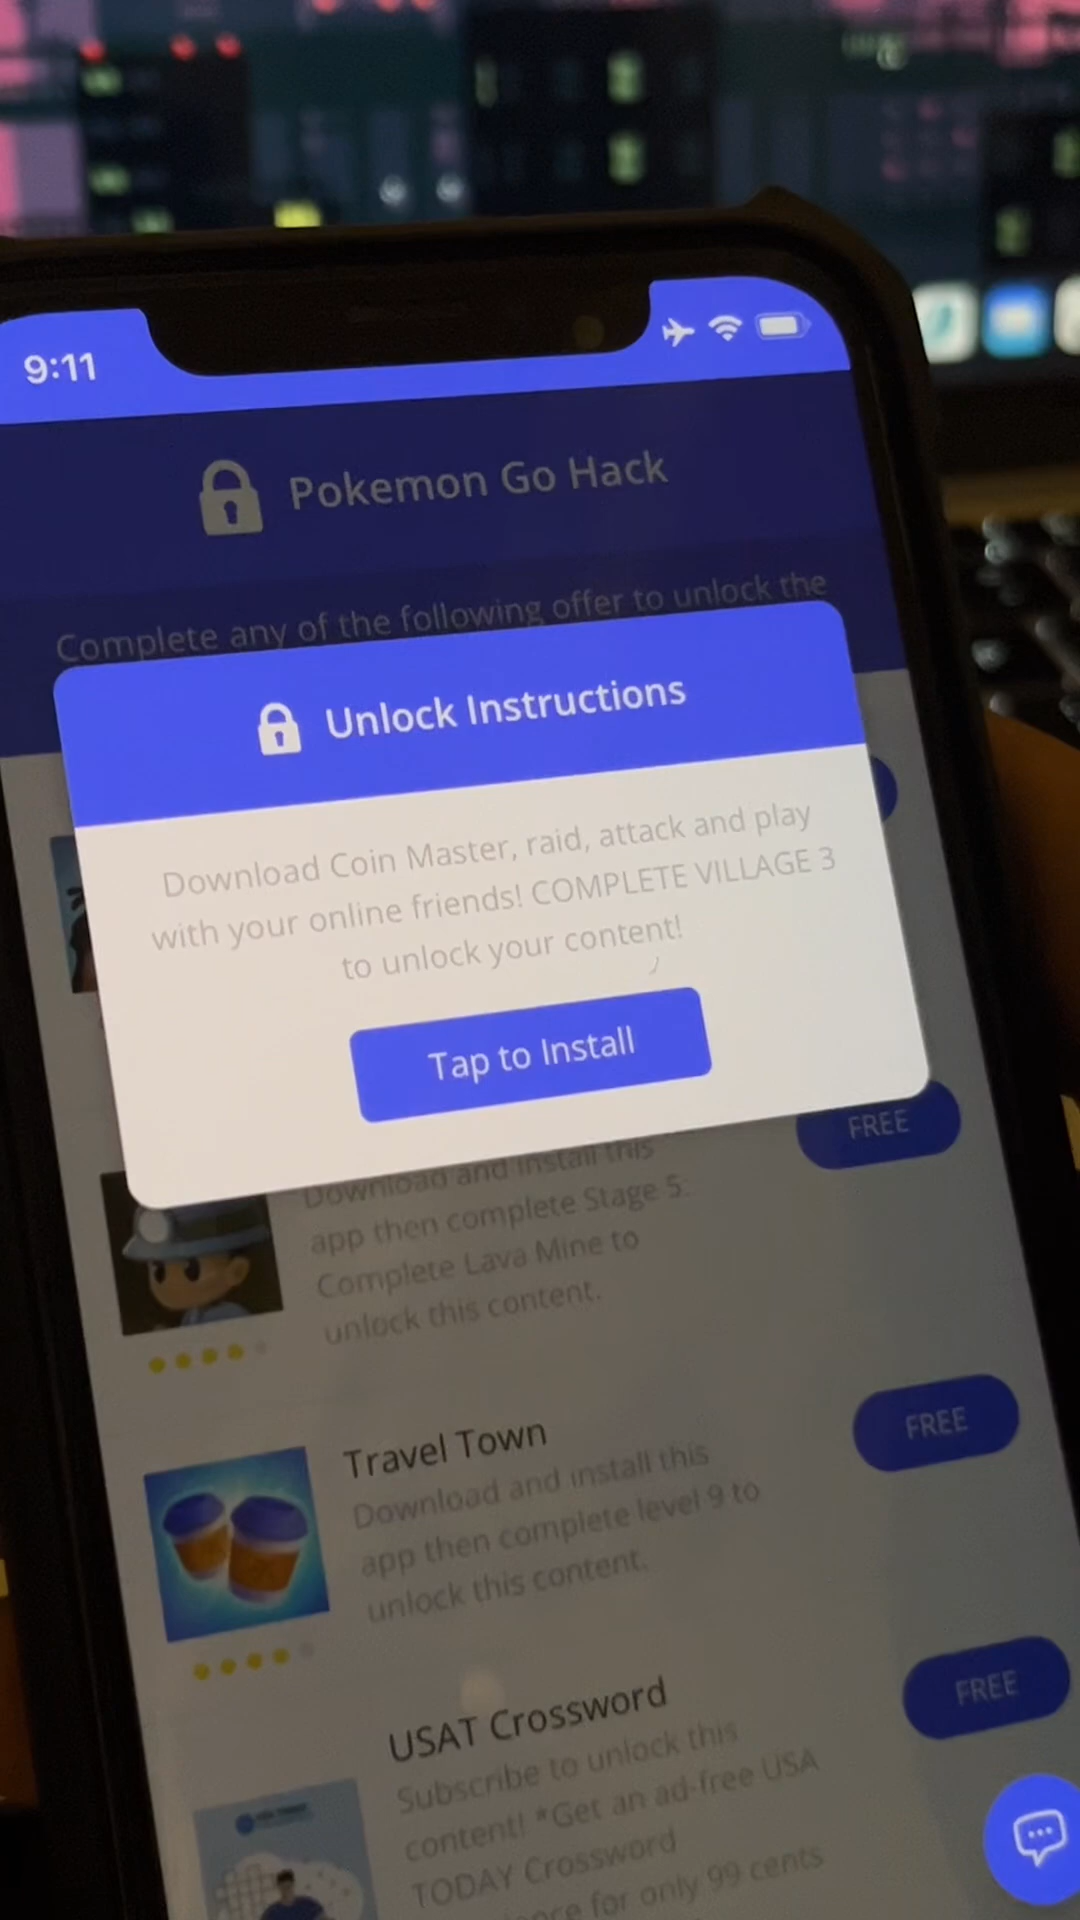 9:11
Pokemon Go Hack
Complete any of the following offer to unlock the
Unlock Instructions
Download Coin Master, raid, attack and play
with your online friends! COMPLETE VILLAGE 3
to unlock your content!
Tap to Install
FREE
Download and install this
app then complete Stage 5:
Complete Lava Mine to
unlock this content.
Travel Town
FREE
Download and install this
app then complete level 9 to
unlock this content.
USAT Crossword
FREE
Subscribe to unlock this
content! *Get an ad-free USA
TODAY Crossword
for only 99 cents